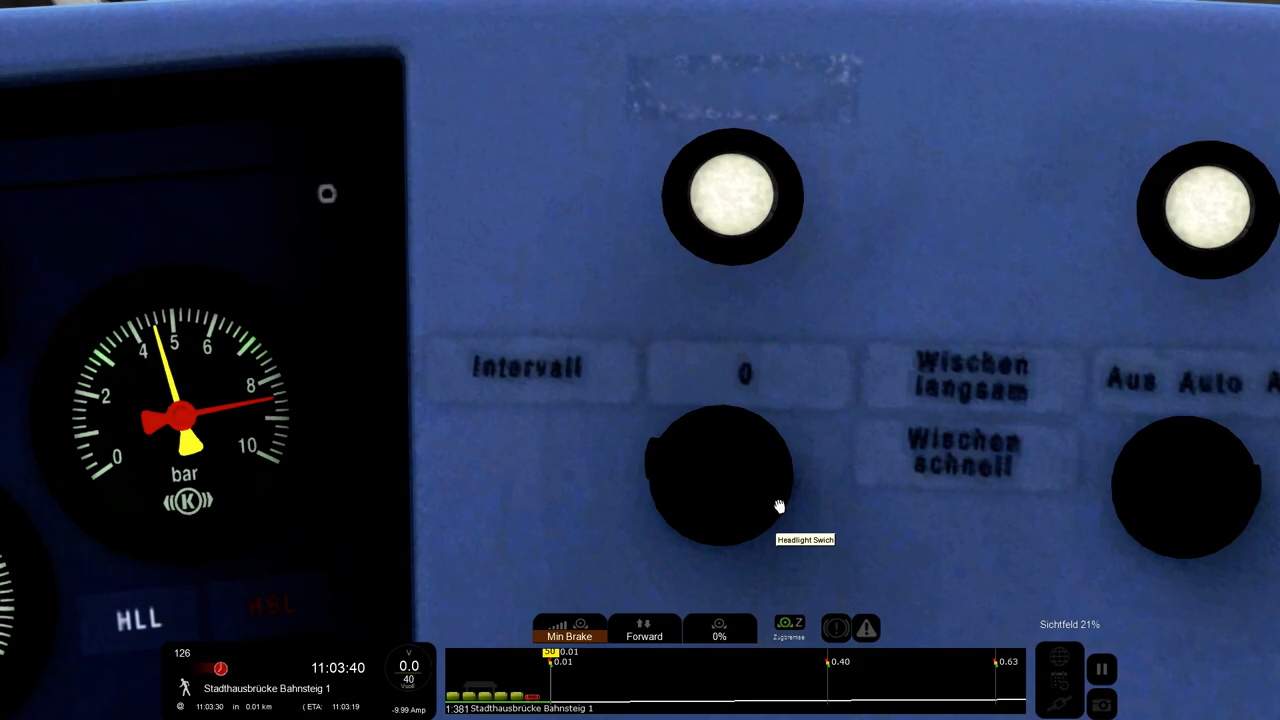 Intervall
0
Wischen
langsam
Aus Auto
Wischen
schnell
0 2 4 5 6 8 10
bar
K
HLL
HBL
Headlight Swich
Min Brake
Forward
0%
Z
Zugbremse
Sichtfeld 21%
126
11:03:40
Stadthausbrücke Bahnsteig 1
@ 11:03:30 in 0.01 km ( ETA: 11:03:19
V
0.0
40
Vsoll
-9.99 Amp
50 0.01
0.01
0.40
0.63
1:381 Stadthausbrücke Bahnsteig 1